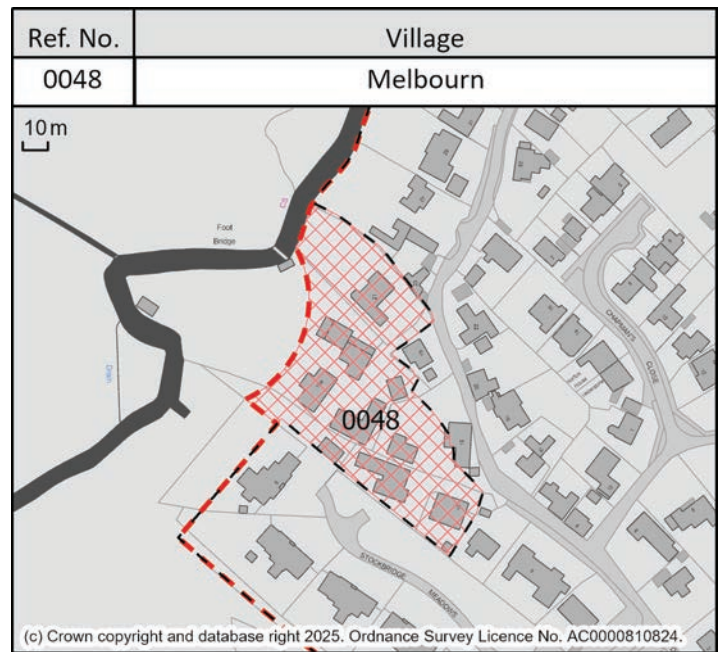 Ref. No. Village
0048 Melbourn
10 m
Foot
Bridge
Drain
CHAPMAN'S
CLOSE
0048
STOCKBRIDGE
MEADOWS
(c) Crown copyright and database right 2025. Ordnance Survey Licence No. AC0000810824.